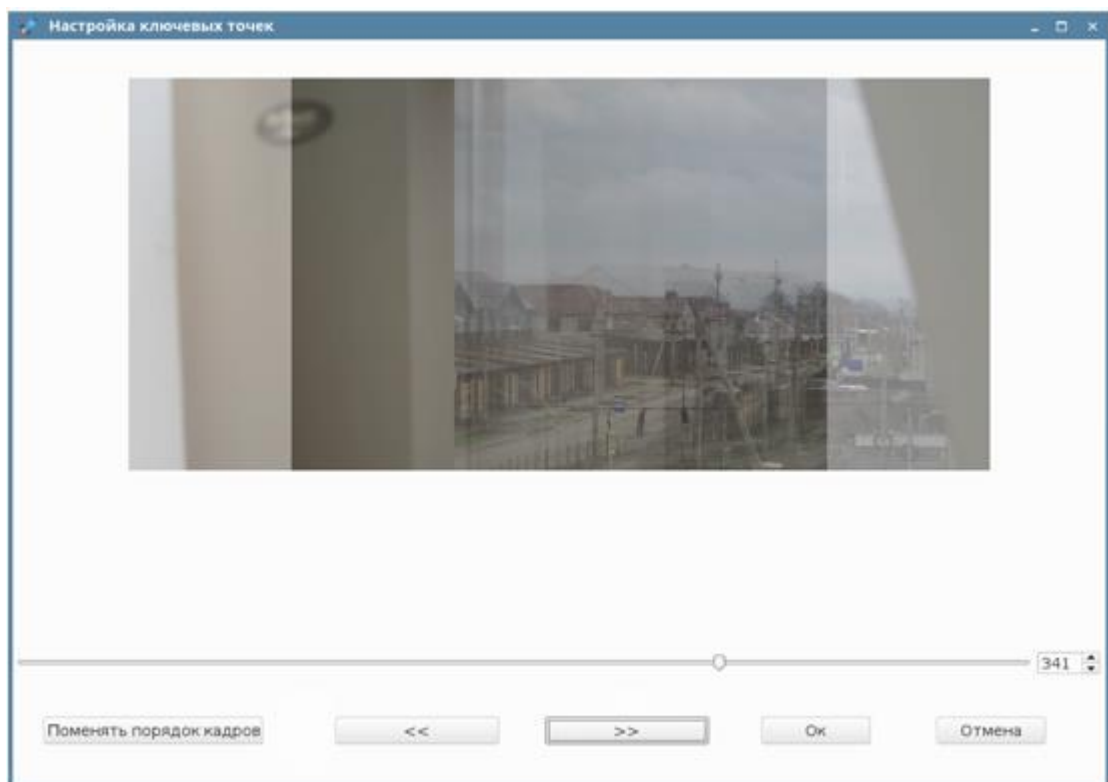 Настройка ключевых точек
341
Поменять порядок кадров
<<
>>
Ок
Отмена